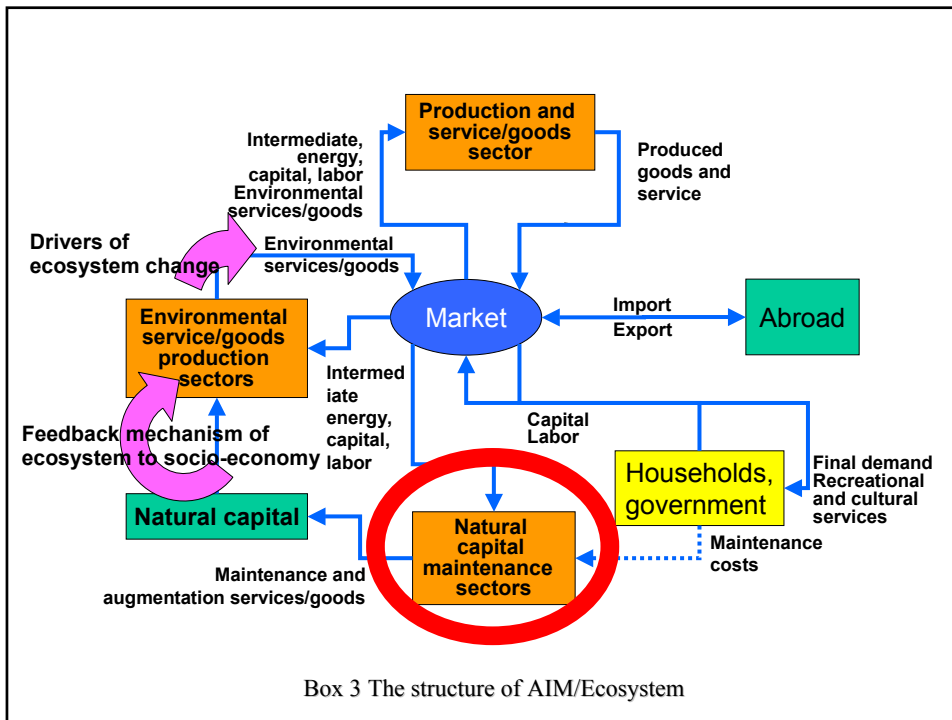 Production and
service/goods
sector
Intermediate,
energy,
capital, labor
Environmental
services/goods
Produced
goods and
service
Drivers of
ecosystem change
Environmental
services/goods
Market
Import
Export
Abroad
Environmental
service/goods
production
sectors
Intermed
iate
energy,
capital,
labor
Capital
Labor
Feedback mechanism of
ecosystem to socio-economy
Households,
government
Final demand
Recreational
and cultural
services
Natural capital
Natural
capital
maintenance
sectors
Maintenance
costs
Maintenance and
augmentation services/goods
Box 3 The structure of AIM/Ecosystem